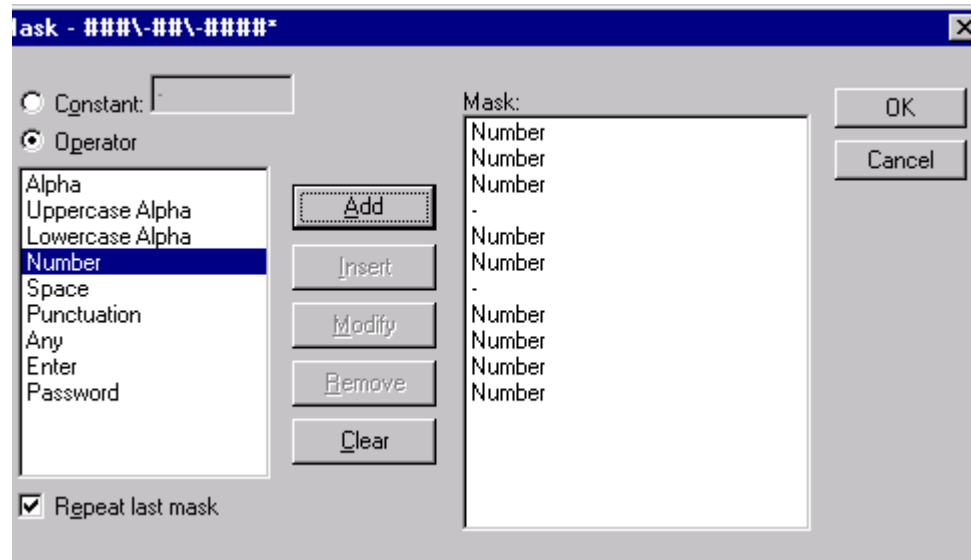 Mask - ###\-##\-####*
Constant: -
Operator
Alpha
Uppercase Alpha
Lowercase Alpha
Number
Space
Punctuation
Any
Enter
Password
Repeat last mask
Add
Insert
Modify
Remove
Clear
Mask:
Number
Number
Number
-
Number
Number
-
Number
Number
Number
Number
OK
Cancel